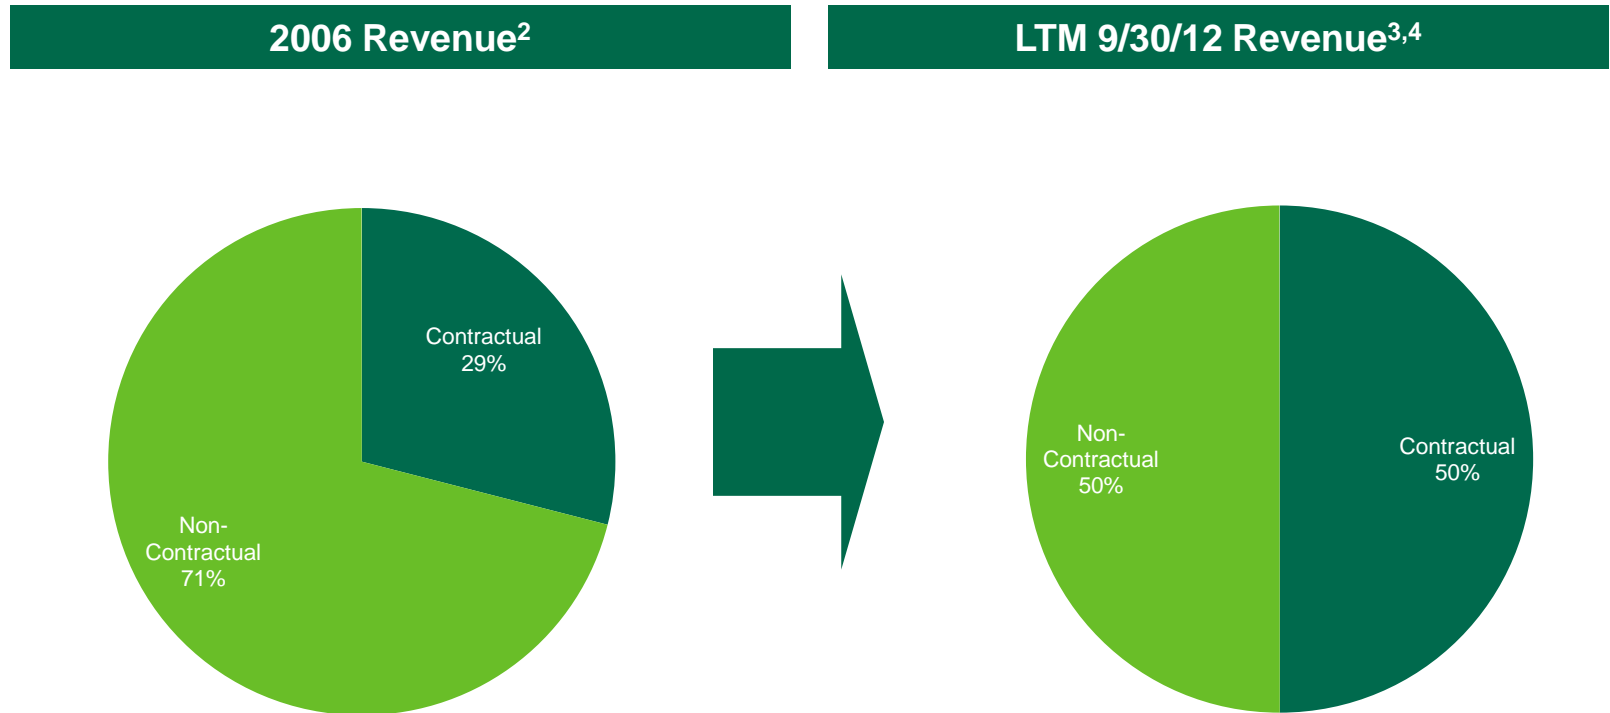 2006 Revenue2
LTM 9/30/12 Revenue3,4
Contractual
29%
Non-
Contractual
71%
Non-
Contractual
50%
Contractual
50%